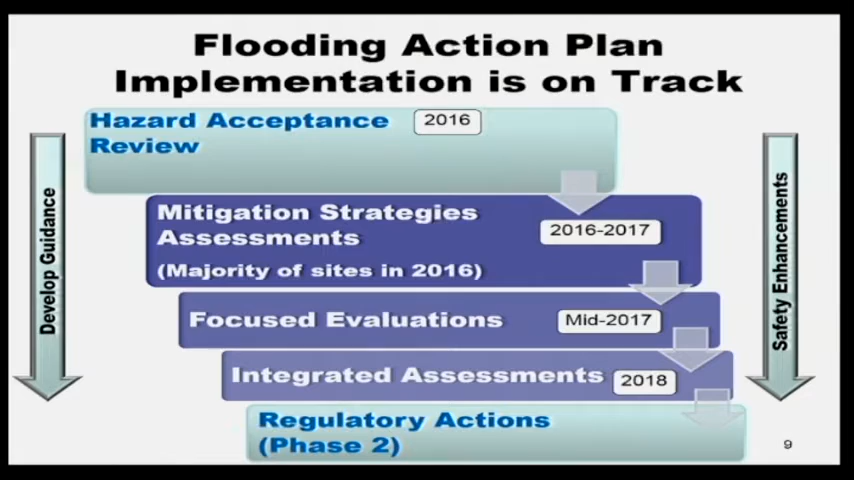 Flooding Action Plan
Implementation is on Track
Hazard Acceptance
Review
2016
Mitigation Strategies
Assessments
(Majority of sites in 2016)
2016-2017
Focused Evaluations
Mid-2017
Integrated Assessments
2018
Regulatory Actions
(Phase 2)
Develop Guidance
Safety Enhancements
9